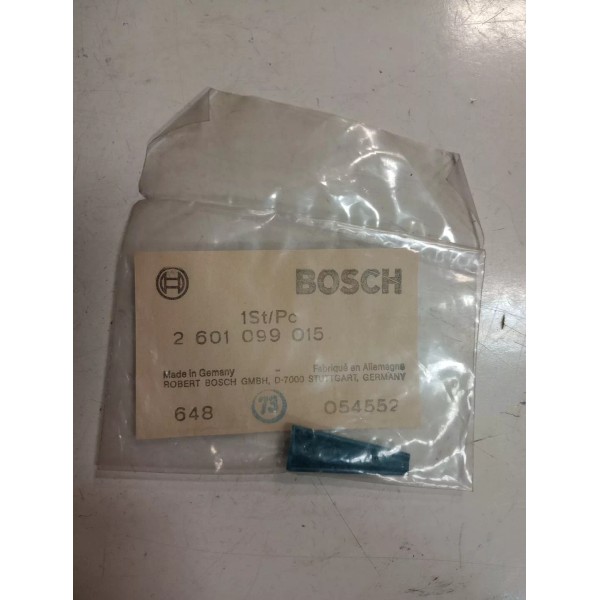 BOSCH
1St/Pc
2 601 099 015
Made in Gemany - Fabriqué en Allemagne
ROBERT BOSCH GMBH, D-7000 STUTTGART, GERMANY
648 73 054552